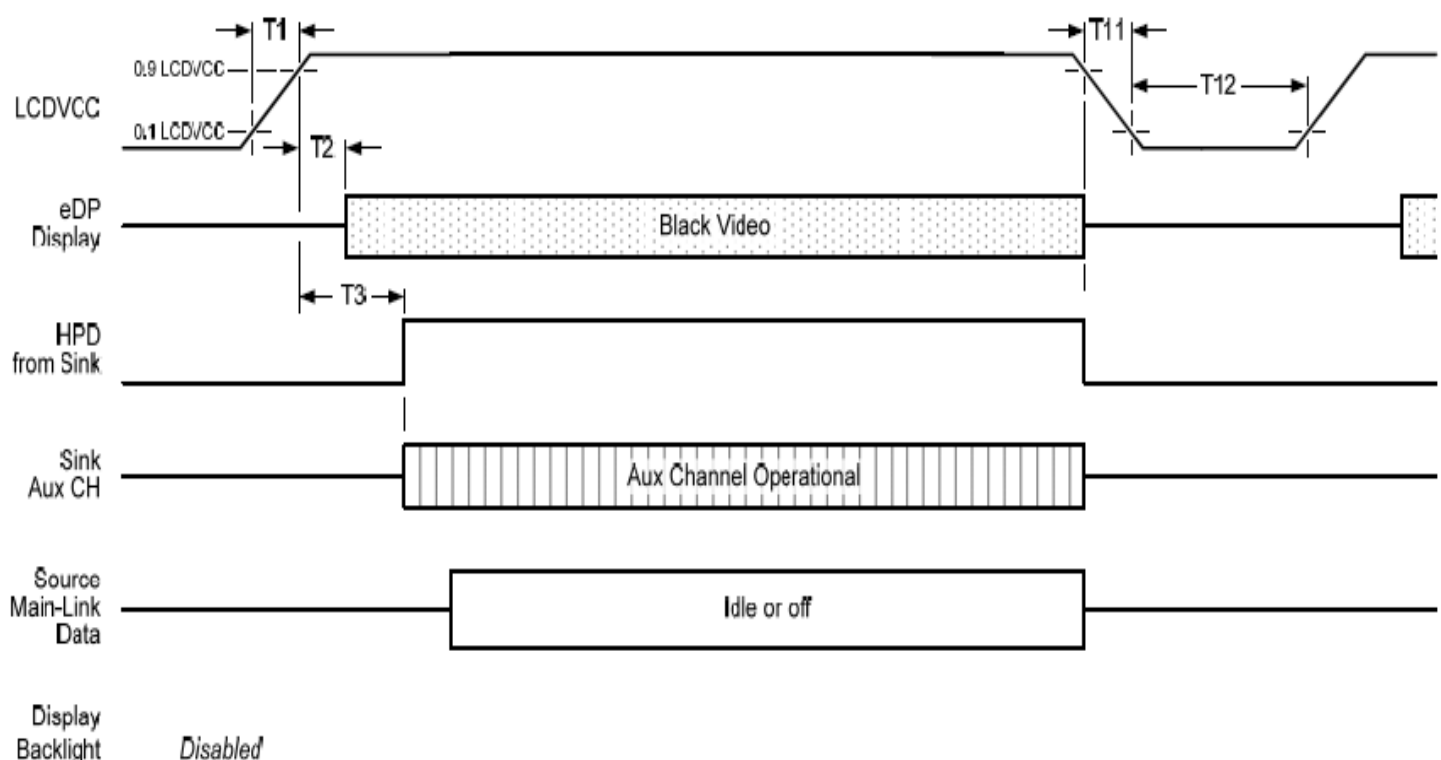 T1
T11
0.9 LCDVCC
T12
LCDVCC
0.1 LCDVCC
T2
eDP
Display
Black Video
T3
HPD
from Sink
Sink
Aux CH
Aux Channel Operational
Source
Main-Link
Data
Idle or off
Display
Backlight
Disabled